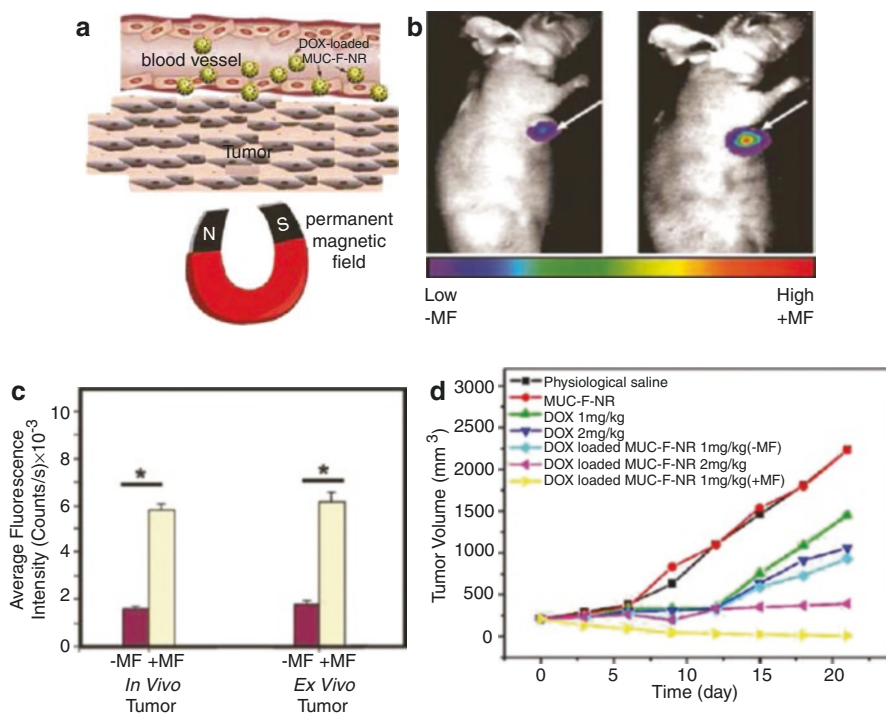 a
blood vessel
DOX-loaded
MUC-F-NR
Tumor
N
S
permanent
magnetic
field
b
Low
-MF
High
+MF
c
Average Fluorescence
Intensity (Counts/s)×10-3
10
8
6
4
2
0
*
*
-MF +MF
In Vivo
Tumor
-MF +MF
Ex Vivo
Tumor
d
Tumor Volume (mm 3)
3000
2500
2000
1500
1000
500
0
Physiological saline
MUC-F-NR
DOX 1mg/kg
DOX 2mg/kg
DOX loaded MUC-F-NR 1mg/kg(-MF)
DOX loaded MUC-F-NR 2mg/kg
DOX loaded MUC-F-NR 1mg/kg(+MF)
0 5 10 15 20
Time (day)